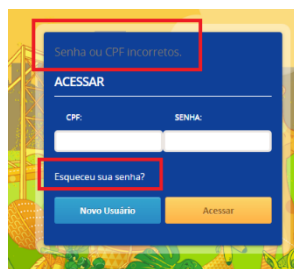 Senha ou CPF incorretos.
ACESSAR
CPF: SENHA:
Esqueceu sua senha?
Novo Usuário Acessar